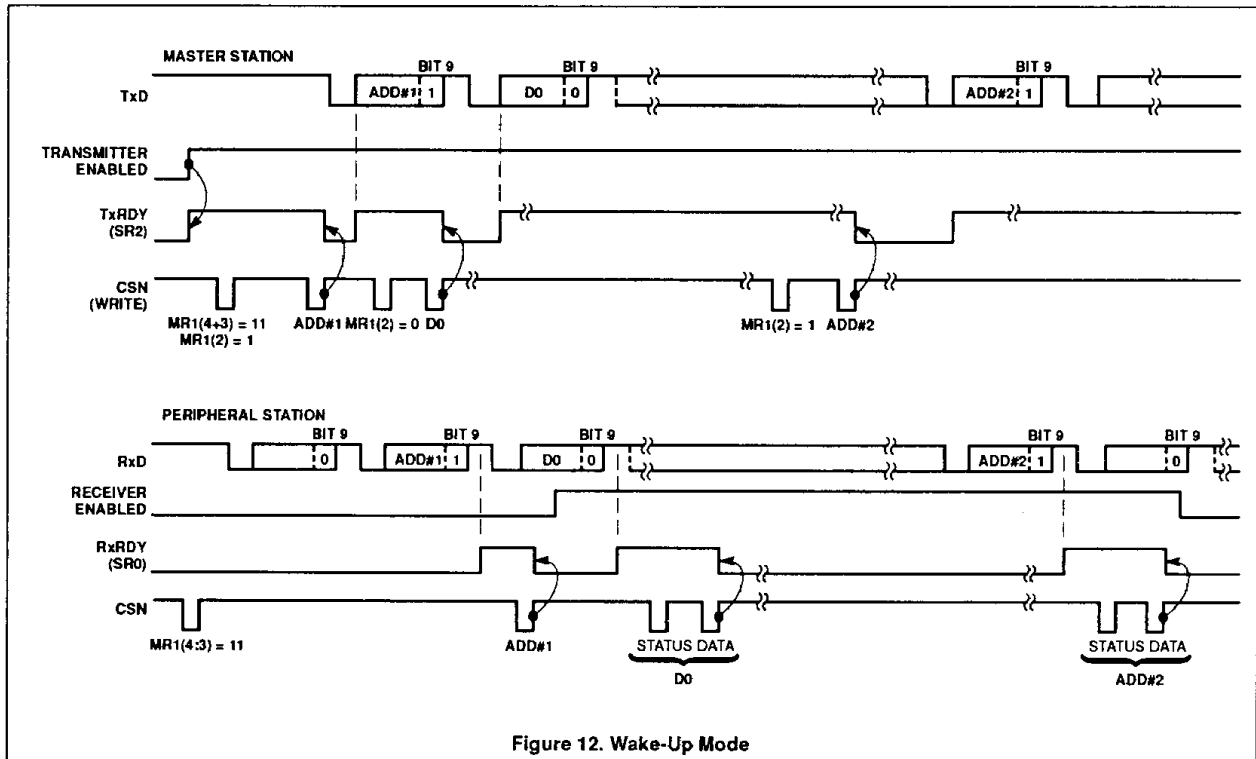 MASTER STATION
BIT 9 BIT 9 BIT 9
TxD ADD#1 1 D0 0 ADD#2 1
TRANSMITTER
ENABLED
TxRDY
(SR2)
CSN
(WRITE)
MR1(4+3) = 11 ADD#1 MR1(2) = 0 D0 MR1(2) = 1 ADD#2
MR1(2) = 1
PERIPHERAL STATION
BIT 9 BIT 9 BIT 9 BIT 9 BIT 9
RxD 0 ADD#1 1 D0 0 ADD#2 1 0
RECEIVER
ENABLED
RxRDY
(SR0)
CSN
MR1(4:3) = 11 ADD#1 STATUS DATA STATUS DATA
D0 ADD#2
Figure 12. Wake-Up Mode